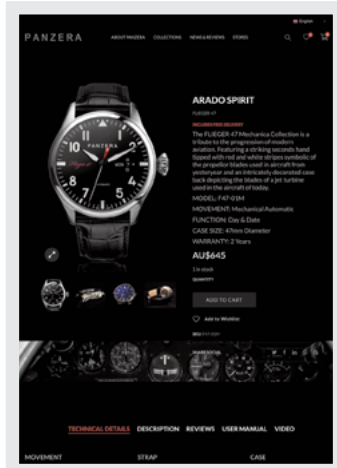 English
PANZERA
ABOUT PANZERA COLLECTIONS NEWS & REVIEWS STORES
ARADO SPIRIT
FLIEGER 47
INCLUDES FREE DELIVERY
The FLIEGER 47 Mechanica Collection is a
tribute to the progression of modern
aviation. Featuring a striking seconds hand
tipped with red and white stripes symbolic of
the propellor blades used in aircraft from
yesteryear and an intricately decorated case
back depicting the blades of a jet turbine
used in the aircraft of today.
MODEL: F47-01M
MOVEMENT: Mechanical Automatic
FUNCTION: Day & Date
CASE SIZE: 47mm Diameter
WARRANTY: 2 Years
AU$645
1 in stock
QUANTITY
ADD TO CART
Add to Wishlist
SKU: F47-01M
PANZERA
AUTOMATIC
TECHNICAL DETAILS DESCRIPTION REVIEWS USER MANUAL VIDEO
MOVEMENT STRAP CASE